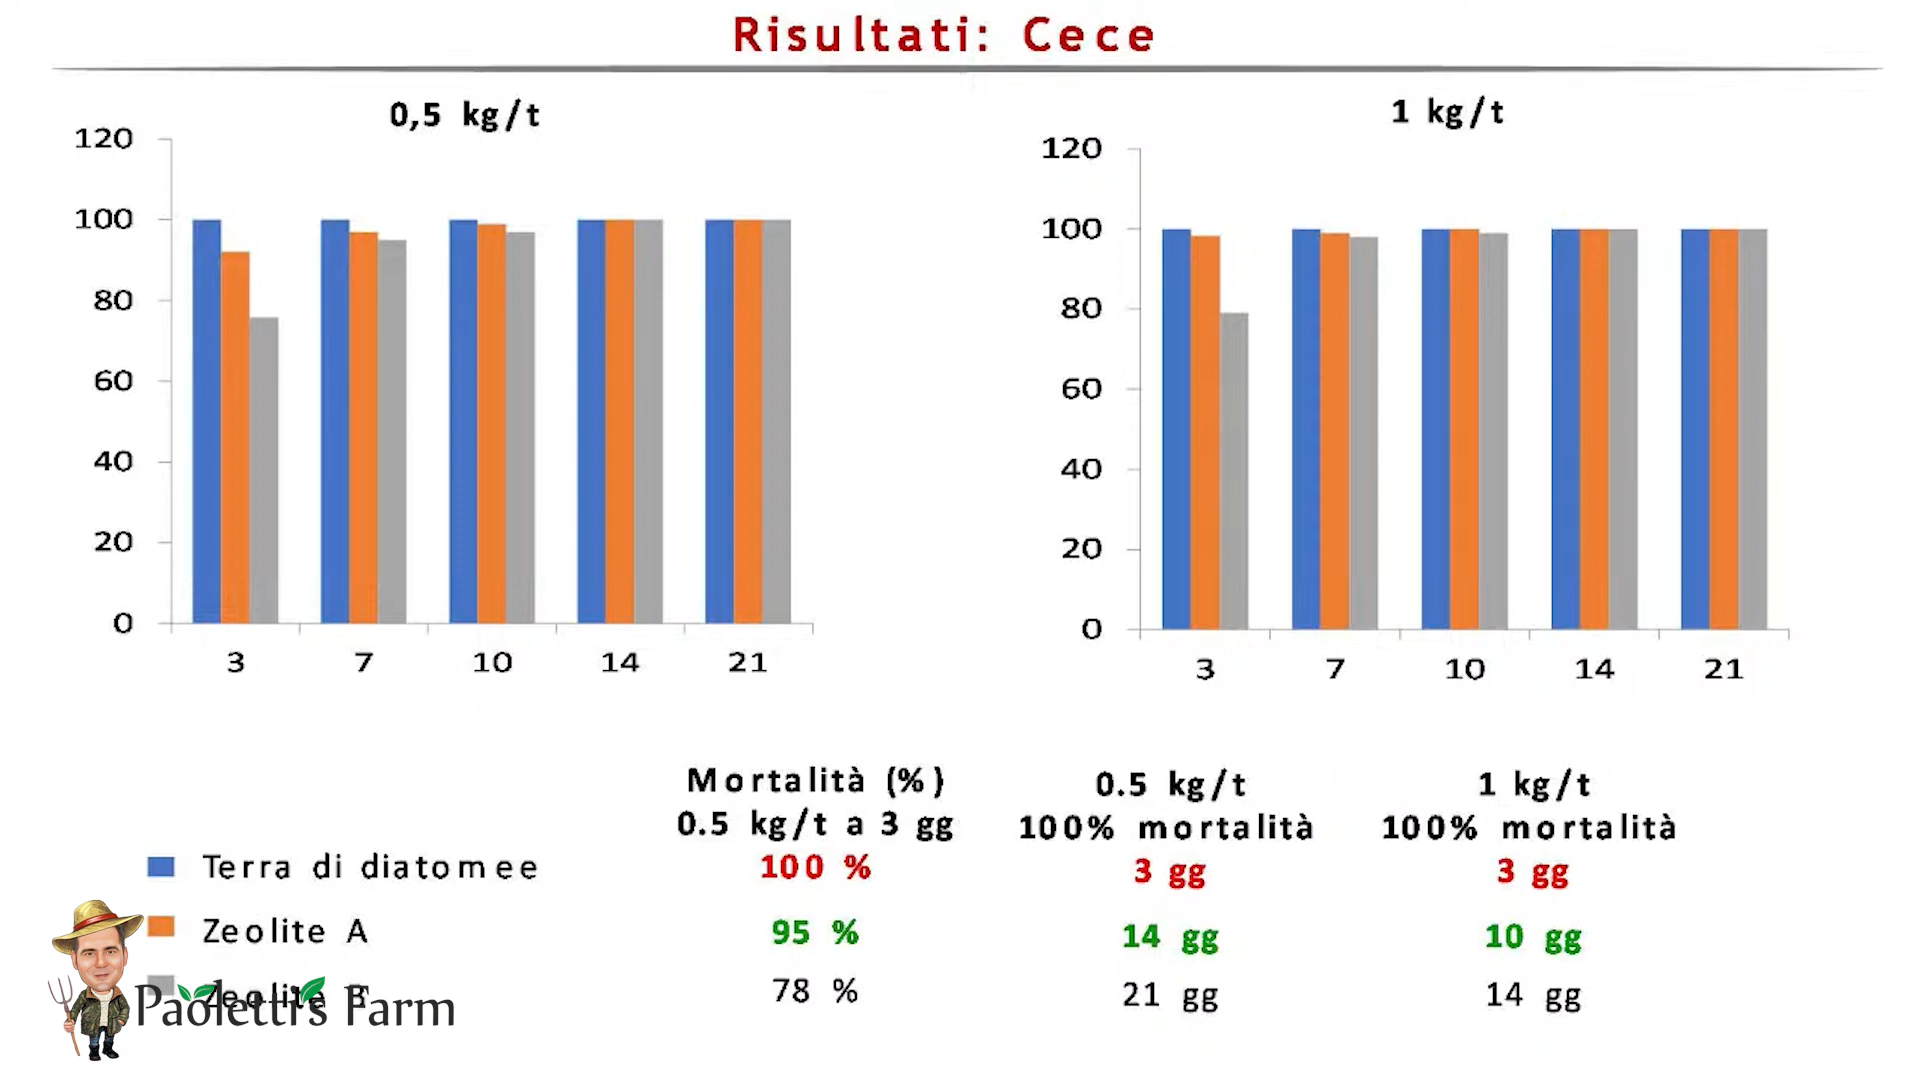 Risultati: Cece
0,5 kg/t
120
100
80
60
40
20
0
3 7 10 14 21
1 kg/t
120
100
80
60
40
20
0
3 7 10 14 21
Mortalità (%)
0.5 kg/t a 3 gg
0.5 kg/t
100% mortalità
1 kg/t
100% mortalità
Terra di diatomee 100 % 3 gg 3 gg
Zeolite A 95 % 14 gg 10 gg
Zeolite 78 % 21 gg 14 gg
Paoletti's Farm